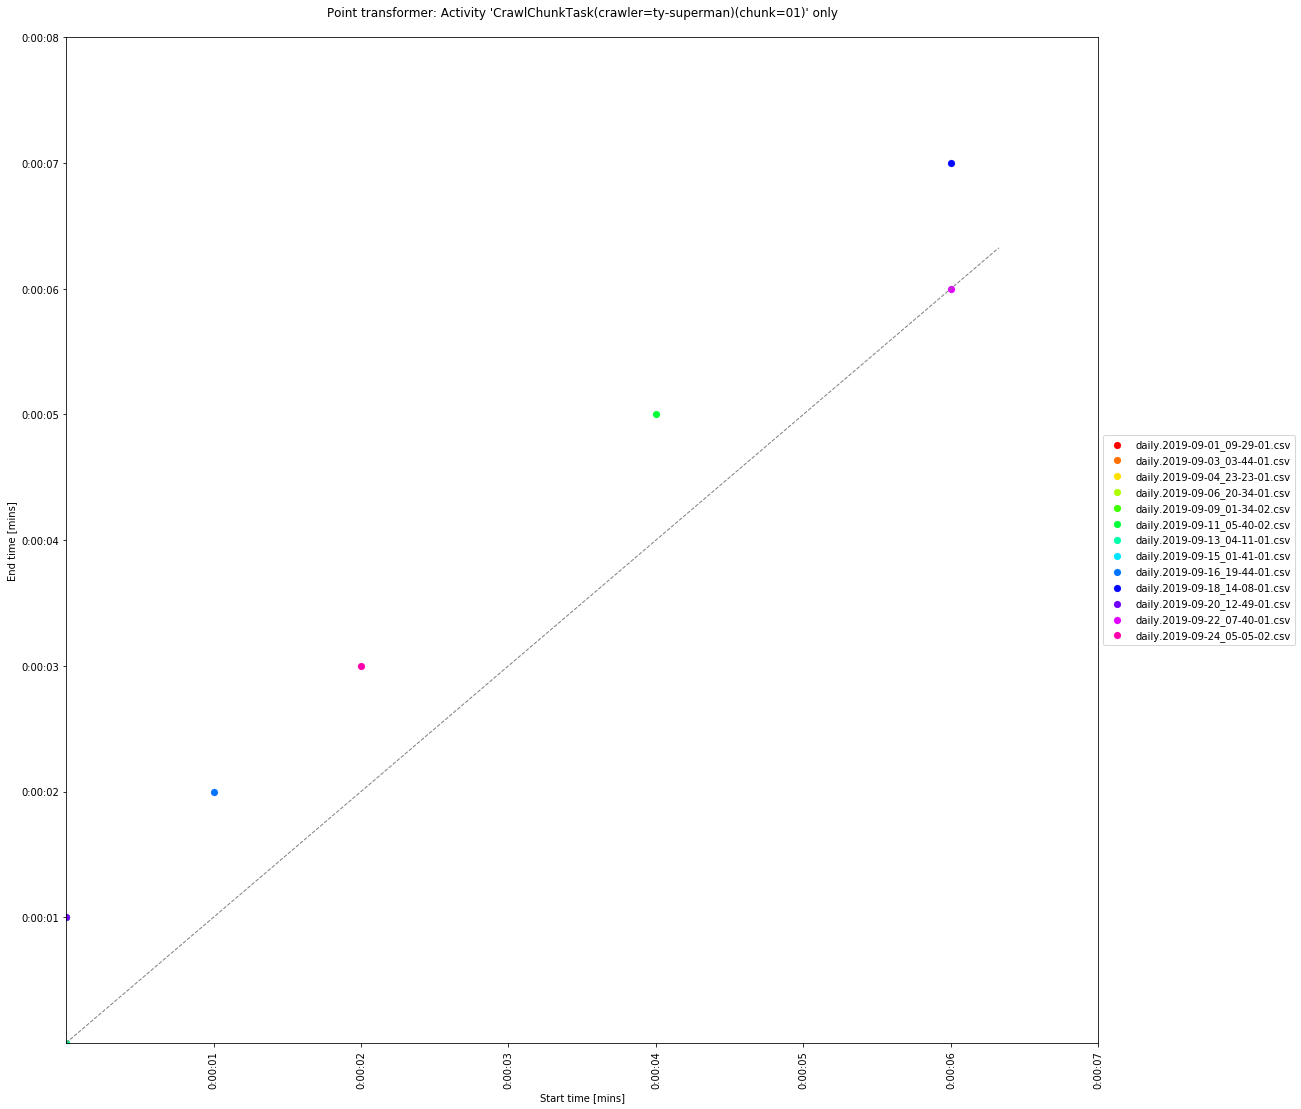 Point transformer: Activity 'CrawlChunkTask(crawler=ty-superman)(chunk=01)' only
0:00:08
0:00:07
0:00:06
0:00:05
0:00:04
0:00:03
0:00:02
0:00:01
End time [mins]
0:00:01
0:00:02
0:00:03
0:00:04
0:00:05
0:00:06
0:00:07
Start time [mins]
daily.2019-09-01_09-29-01.csv
daily.2019-09-03_03-44-01.csv
daily.2019-09-04_23-23-01.csv
daily.2019-09-06_20-34-01.csv
daily.2019-09-09_01-34-02.csv
daily.2019-09-11_05-40-02.csv
daily.2019-09-13_04-11-01.csv
daily.2019-09-15_01-41-01.csv
daily.2019-09-16_19-44-01.csv
daily.2019-09-18_14-08-01.csv
daily.2019-09-20_12-49-01.csv
daily.2019-09-22_07-40-01.csv
daily.2019-09-24_05-05-02.csv